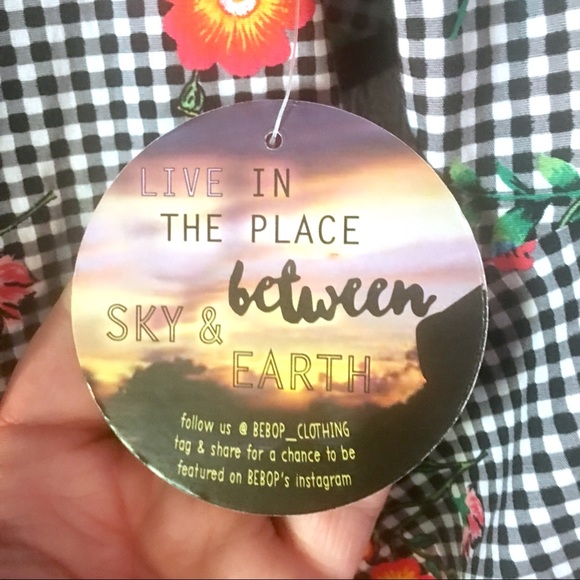 LIVE IN
THE PLACE
between
SKY &
EARTH
follow us @ BEBOP_CLOTHING
tag & share for a chance to be
featured on BEBOP's instagram